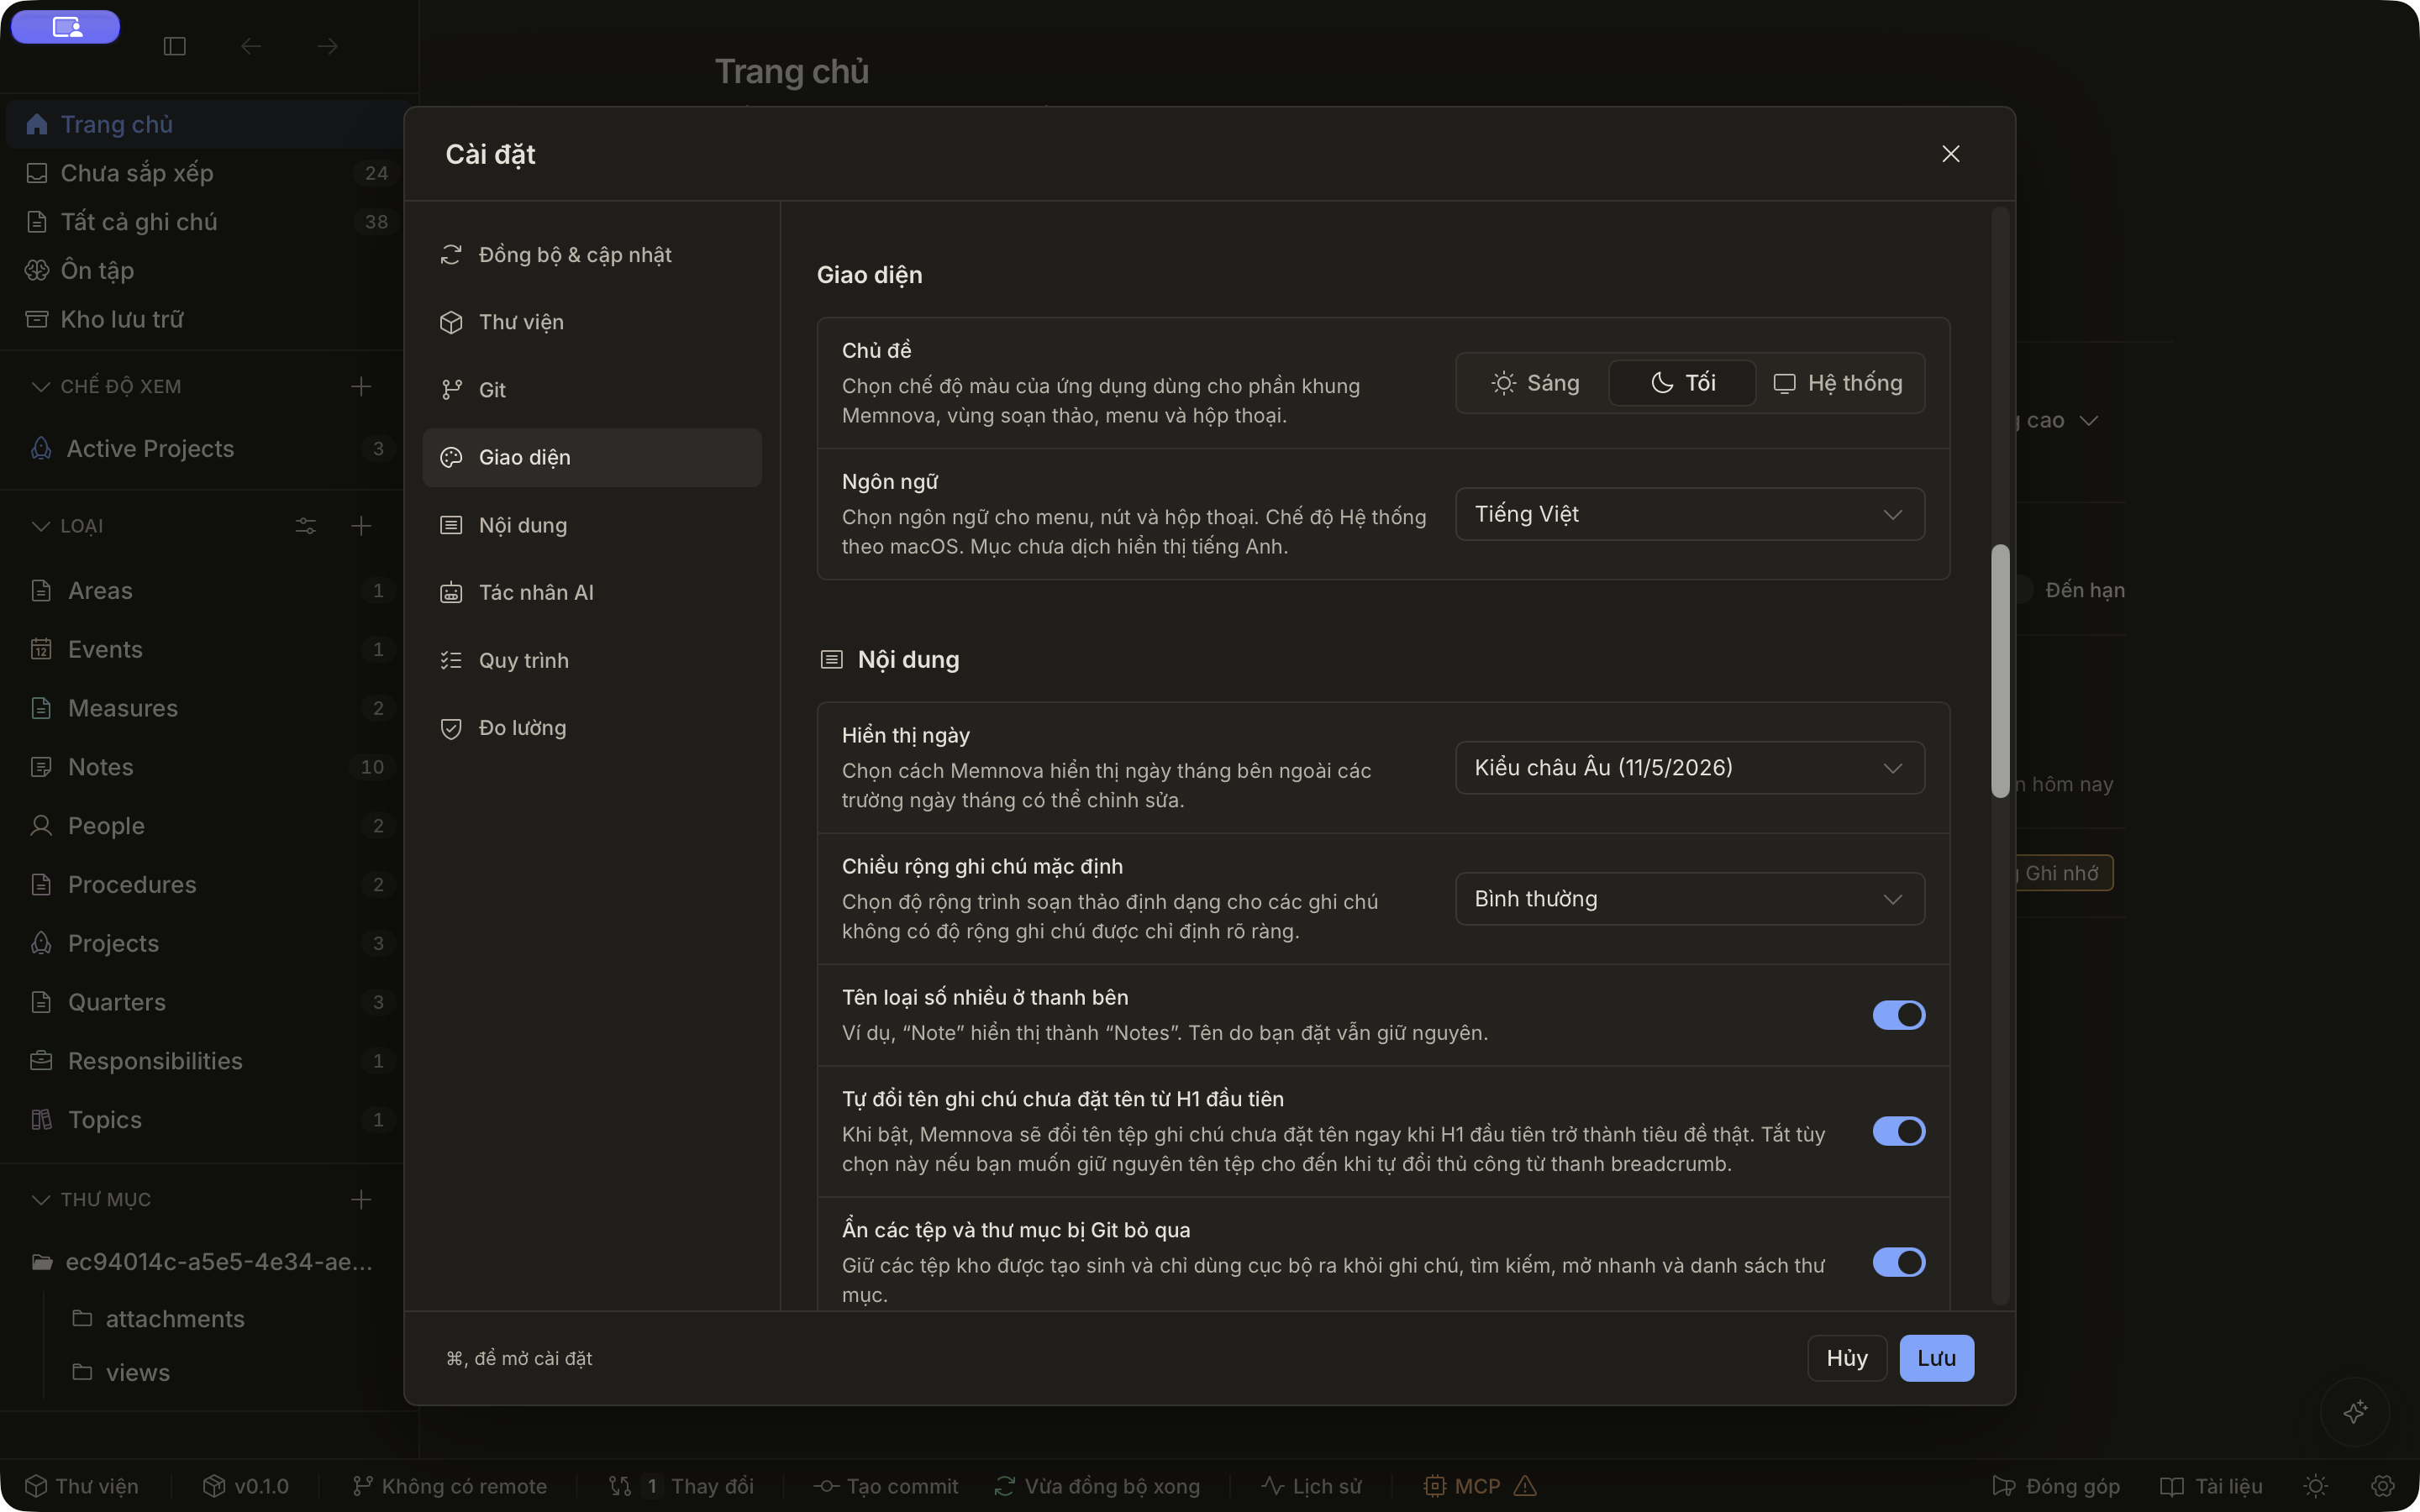 Trang chủ
Trang chủ
Chưa sắp xếp 24
Tất cả ghi chú 38
Ôn tập
Kho lưu trữ
CHẾ ĐỘ XEM
Active Projects 3
LOẠI
Areas 1
12
Events 1
Measures 2
Notes 10
People 2
Procedures 2
Projects 3
Quarters 3
Responsibilities 1
Topics 1
THƯ MỤC
ec94014c-a5e5-4e34-ae...
attachments
views
Cài đặt
Đồng bộ & cập nhật
Thư viện
Git
Giao diện
Nội dung
Tác nhân AI
Quy trình
Đo lường
Giao diện
Chủ đề
Chọn chế độ màu của ứng dụng dùng cho phần khung
Memnova, vùng soạn thảo, menu và hộp thoại.
Sáng Tối Hệ thống
Ngôn ngữ
Chọn ngôn ngữ cho menu, nút và hộp thoại. Chế độ Hệ thống
theo macOS. Mục chưa dịch hiển thị tiếng Anh.
Tiếng Việt
Nội dung
Hiển thị ngày
Chọn cách Memnova hiển thị ngày tháng bên ngoài các
trường ngày tháng có thể chỉnh sửa.
Kiểu châu Âu (11/5/2026)
Chiều rộng ghi chú mặc định
Chọn độ rộng trình soạn thảo định dạng cho các ghi chú
không có độ rộng ghi chú được chỉ định rõ ràng.
Bình thường
Tên loại số nhiều ở thanh bên
Ví dụ, “Note” hiển thị thành “Notes”. Tên do bạn đặt vẫn giữ nguyên.
Tự đổi tên ghi chú chưa đặt tên từ H1 đầu tiên
Khi bật, Memnova sẽ đổi tên tệp ghi chú chưa đặt tên ngay khi H1 đầu tiên trở thành tiêu đề thật. Tắt tùy
chọn này nếu bạn muốn giữ nguyên tên tệp cho đến khi tự đổi thủ công từ thanh breadcrumb.
Ẩn các tệp và thư mục bị Git bỏ qua
Giữ các tệp kho được tạo sinh và chỉ dùng cục bộ ra khỏi ghi chú, tìm kiếm, mở nhanh và danh sách thư
mục.
⌘, để mở cài đặt
Hủy Lưu
cao
Đến hạn
hôm nay
Ghi nhớ
Thư viện v0.1.0 Không có remote 1 Thay đổi Tạo commit Vừa đồng bộ xong Lịch sử MCP Đóng góp Tài liệu